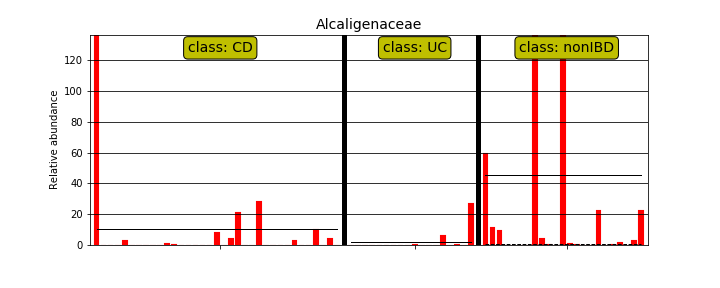 Alcaligenaceae
class: CD
class: UC
class: nonIBD
Relative abundance
120
100
80
60
40
20
0